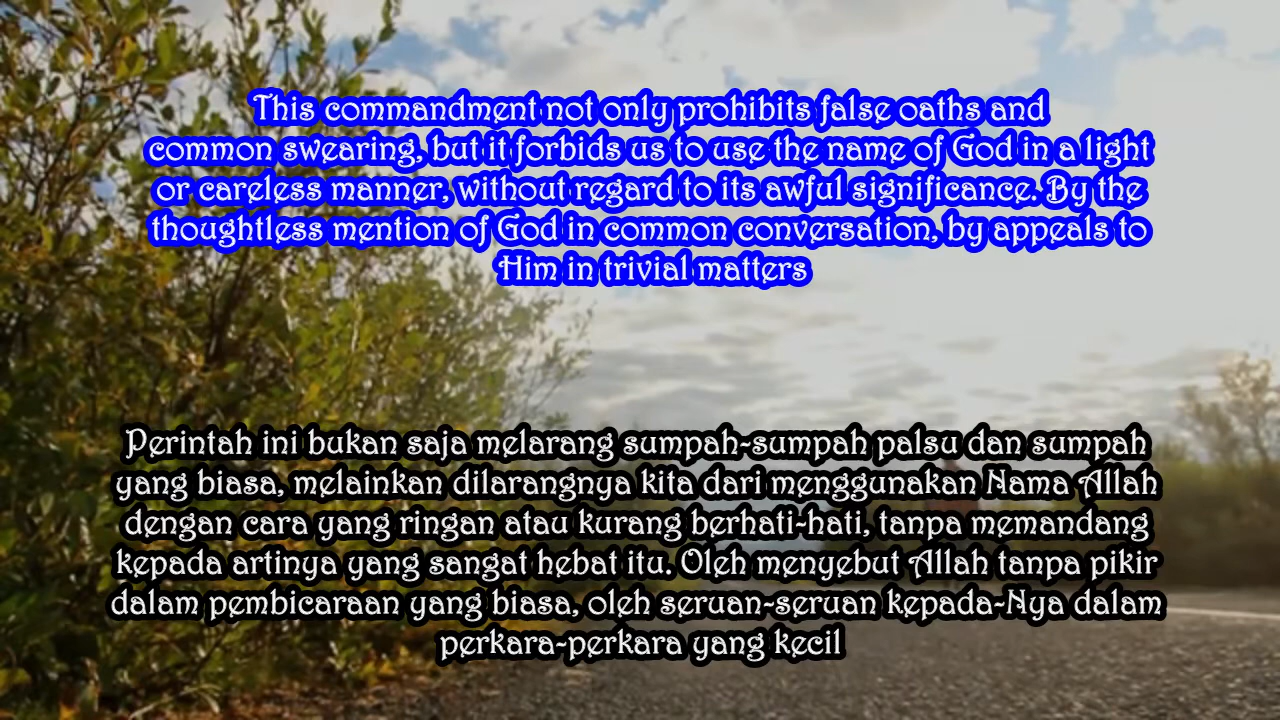 This commandment not only prohibits false oaths and
common swearing, but it forbids us to use the name of God in a light
or careless manner, without regard to its awful significance. By the
thoughtless mention of God in common conversation, by appeals to
Him in trivial matters
Perintah ini bukan saja melarang sumpah-sumpah palsu dan sumpah
yang biasa, melainkan dilarangnya kita dari menggunakan Nama Allah
dengan cara yang ringan atau kurang berhati-hati, tanpa memandang
kepada artinya yang sangat hebat itu. Oleh menyebut Allah tanpa pikir
dalam pembicaraan yang biasa, oleh seruan-seruan kepada-Nya dalam
perkara-perkara yang kecil